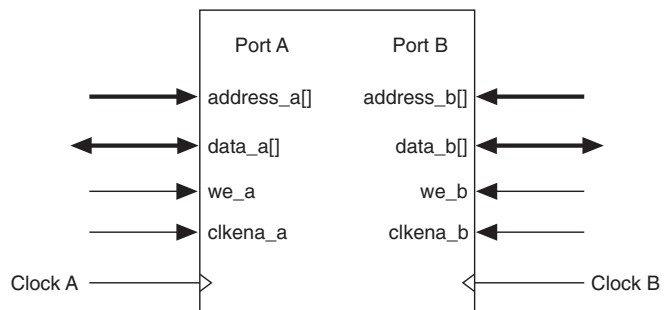 Port A Port B
address_a[] address_b[]
data_a[] data_b[]
we_a we_b
clkena_a clkena_b
Clock A Clock B